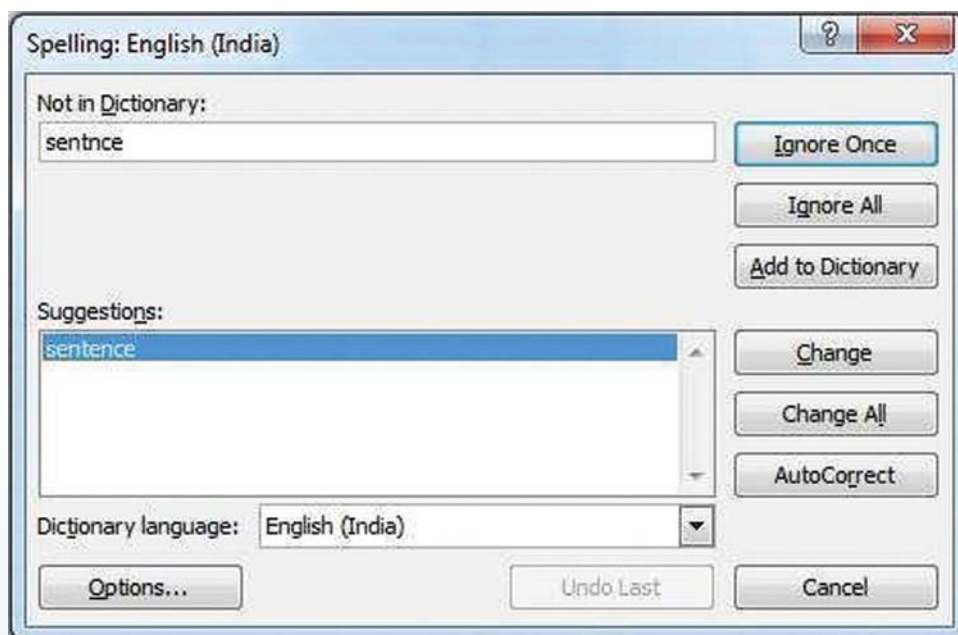 Spelling: English (India)
Not in Dictionary:
sentnce
Ignore Once
Ignore All
Add to Dictionary
Suggestions:
sentence
Change
Change All
AutoCorrect
Dictionary language: English (India)
Options... Undo Last Cancel